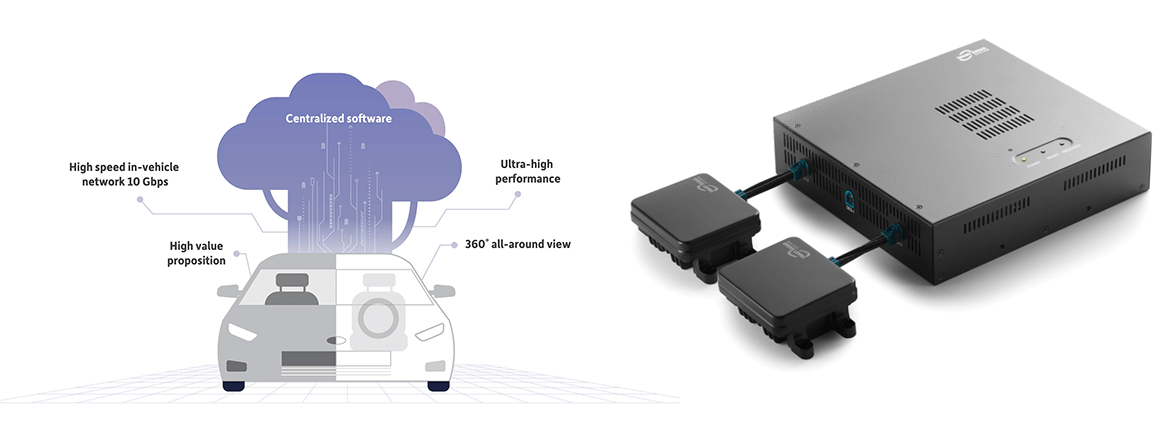 Centralized software
High speed in-vehicle
network 10 Gbps
Ultra-high
performance
High value
proposition
360° all-around view